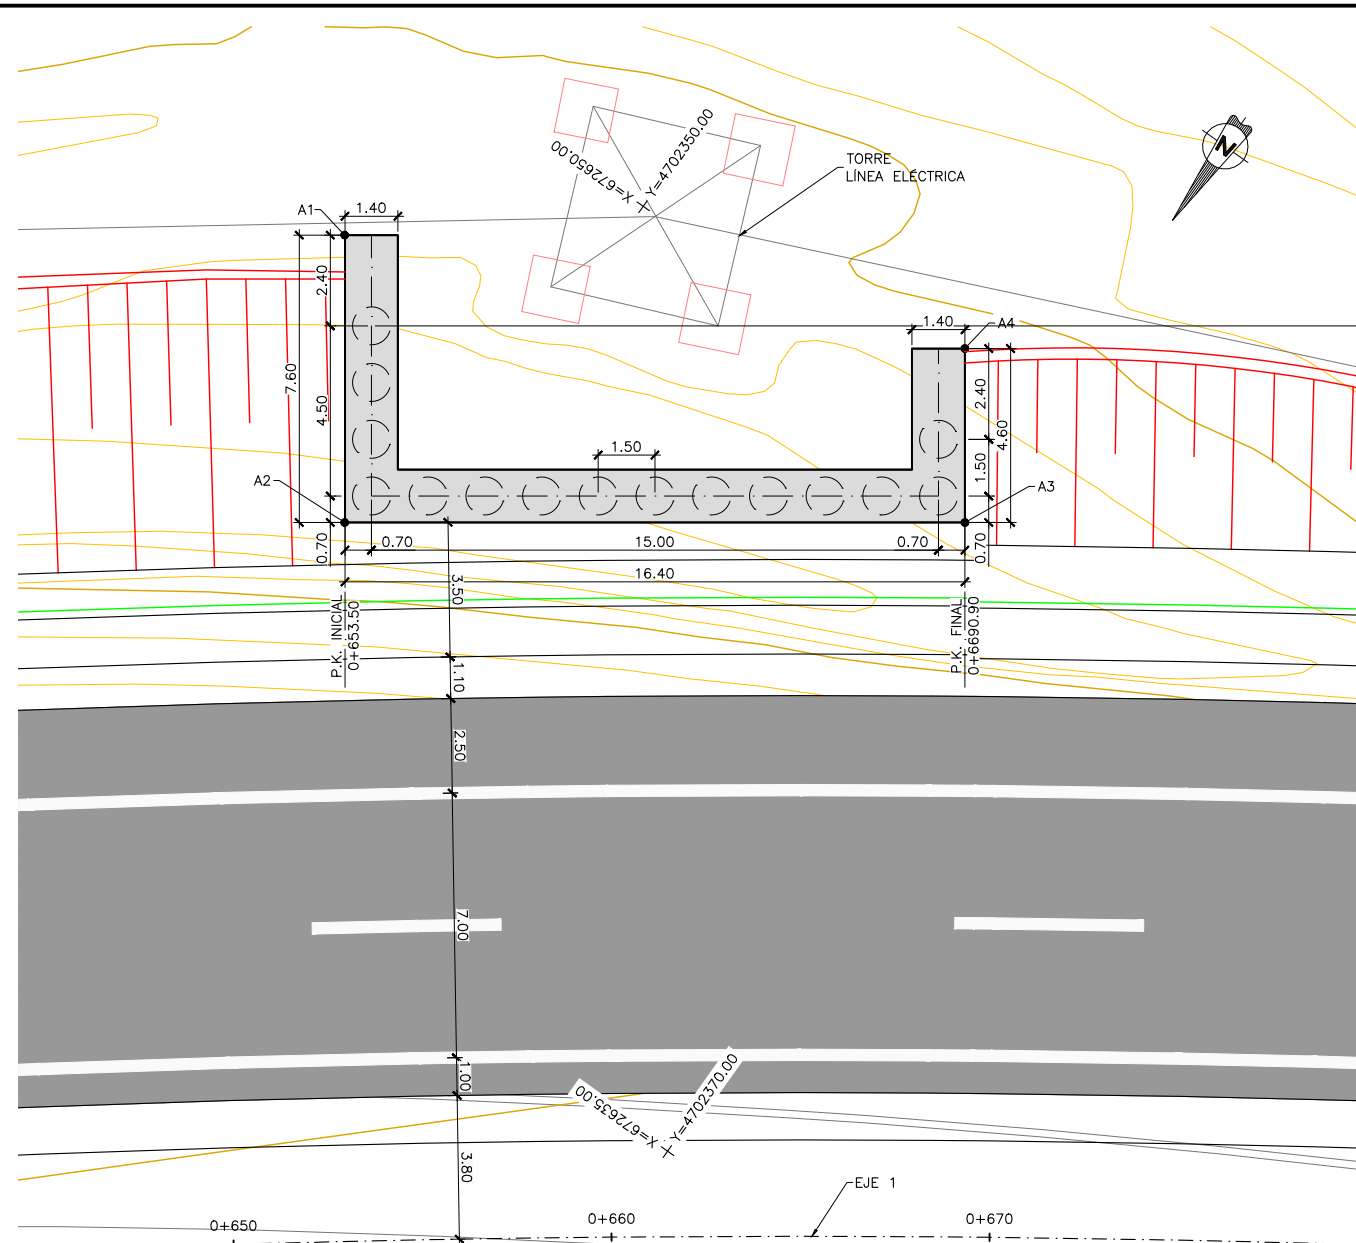 X=672650.00
Y=4702350.00
TORRE
LÍNEA ELÉCTRICA
N
A1
1.40
2.40
7.60
4.50
A2
0.70
1.50
1.40
A4
2.40
4.60
1.50
A3
0.70
0.70
15.00
0.70
16.40
P.K. INICIAL
0+653.50
3.50
P.K. FINAL
0+6690.90
1.10
2.50
7.00
1.00
X=672635.00
Y=4702370.00
3.80
EJE 1
0+650
0+660
0+670